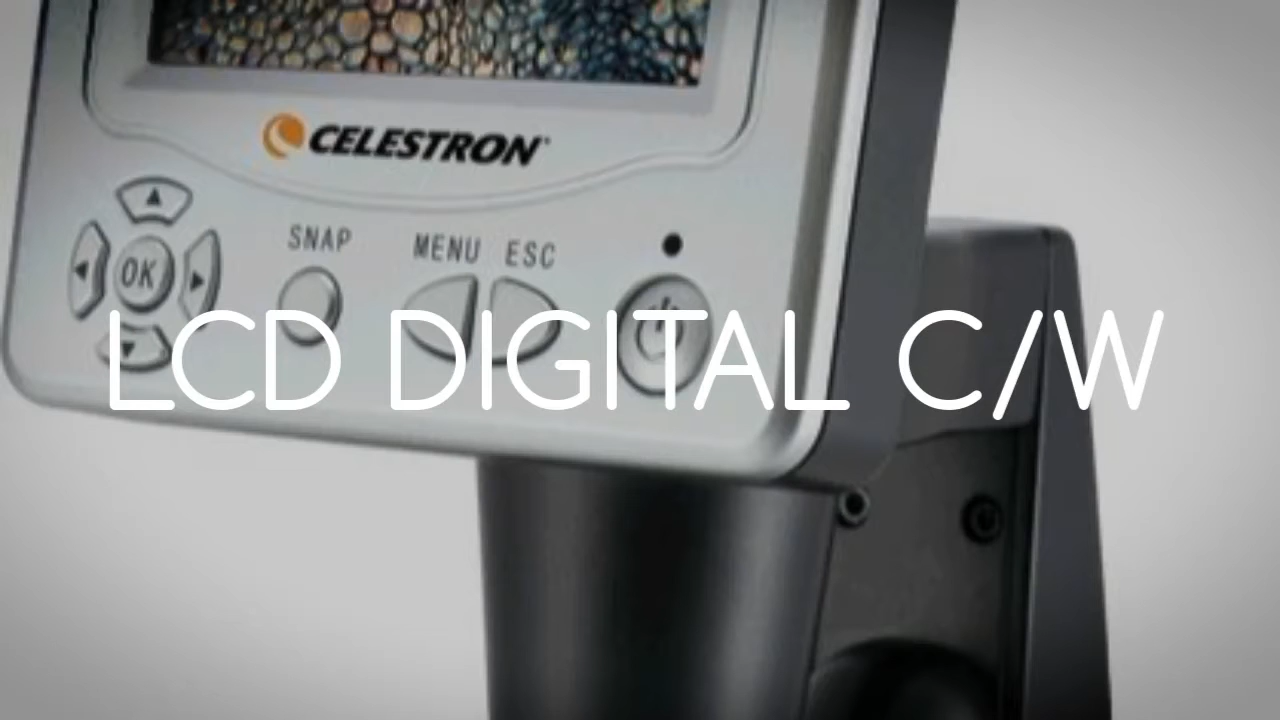 CELESTRON
SNAP
MENU ESC
OK
LCD DIGITAL C/W